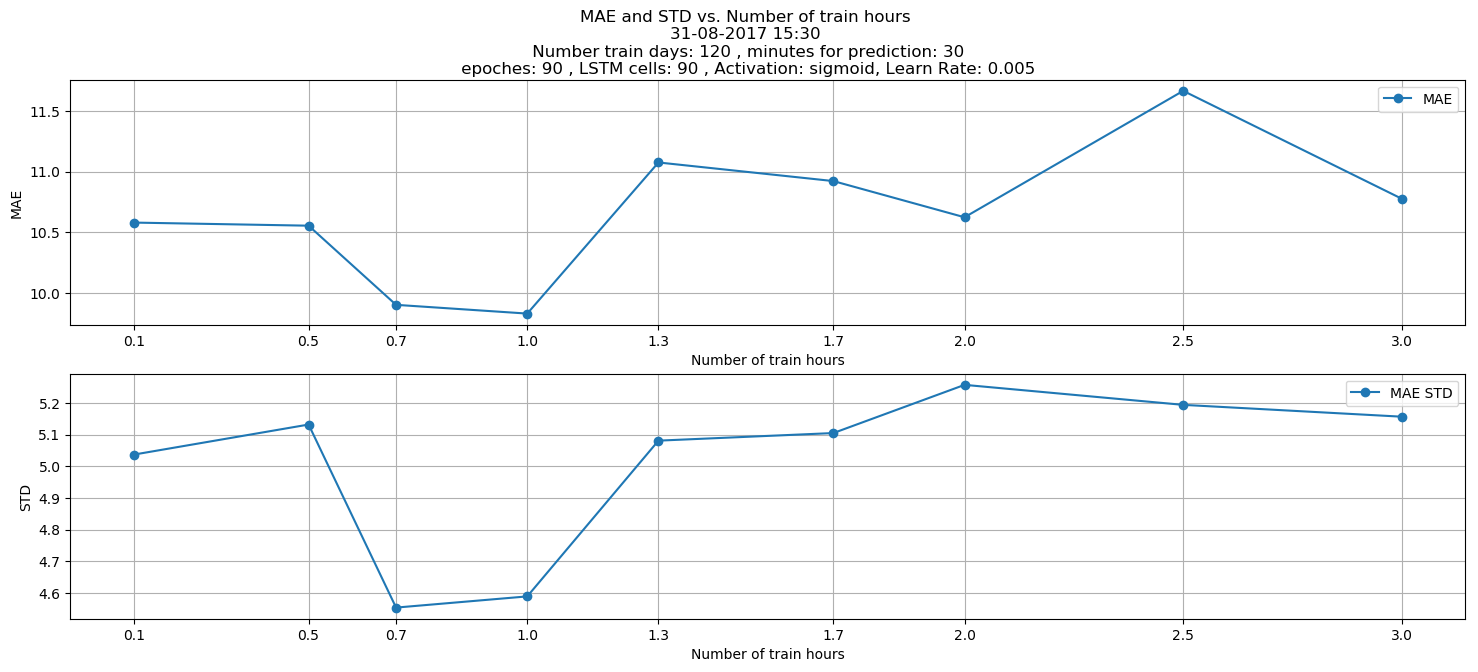 MAE and STD vs. Number of train hours
31-08-2017 15:30
Number train days: 120 , minutes for prediction: 30
epoches: 90 , LSTM cells: 90 , Activation: sigmoid, Learn Rate: 0.005
MAE
11.5
11.0
10.5
10.0
MAE
0.1 0.5 0.7 1.0 1.3 1.7 2.0 2.5 3.0
Number of train hours
MAE STD
5.2
5.1
5.0
4.9
4.8
4.7
4.6
STD
0.1 0.5 0.7 1.0 1.3 1.7 2.0 2.5 3.0
Number of train hours